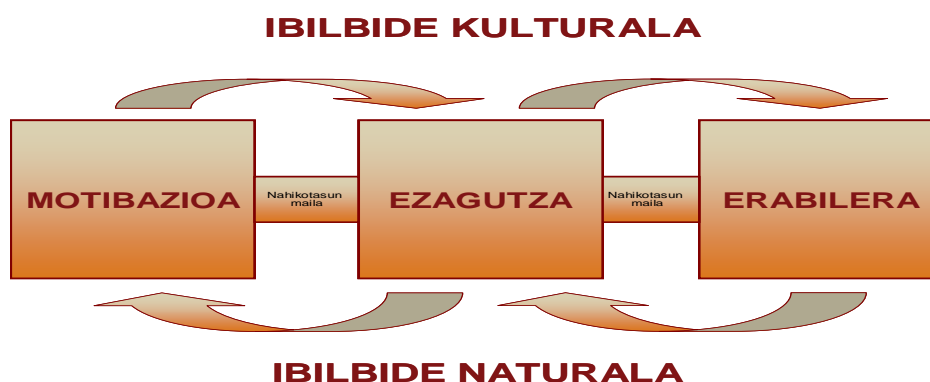 IBILBIDE KULTURALA
MOTIBAZIOA
Nahikotasun
maila
EZAGUTZA
Nahikotasun
maila
ERABILERA
IBILBIDE NATURALA